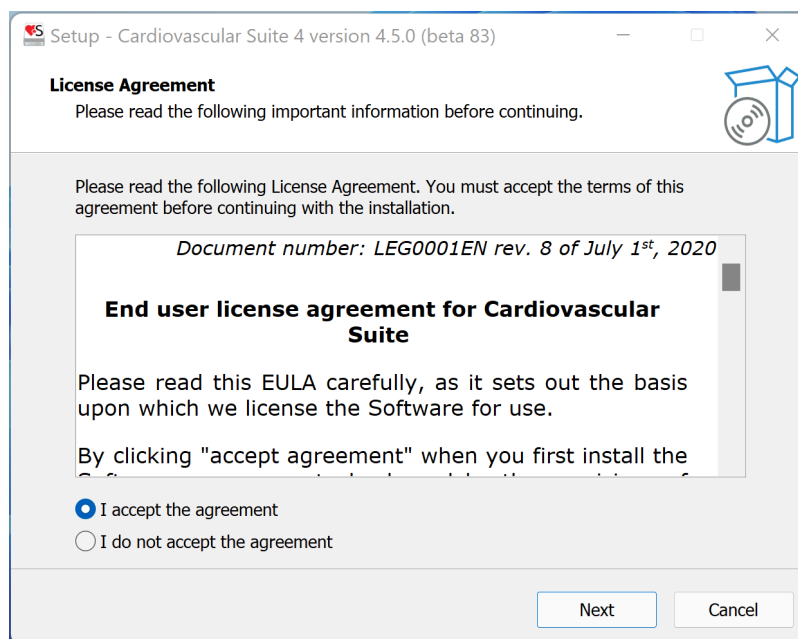 Setup - Cardiovascular Suite 4 version 4.5.0 (beta 83)
License Agreement
Please read the following important information before continuing.
Please read the following License Agreement. You must accept the terms of this
agreement before continuing with the installation.
Document number: LEG0001EN rev. 8 of July 1st, 2020
End user license agreement for Cardiovascular
Suite
Please read this EULA carefully, as it sets out the basis
upon which we license the Software for use.
By clicking "accept agreement" when you first install the
I accept the agreement
I do not accept the agreement
Next
Cancel